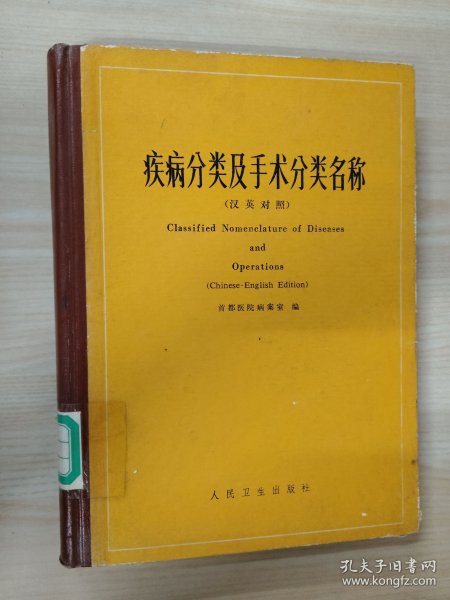 疾病分类及手术分类名称
（汉英对照）
Classified Nomenclature of Diseases
and
Operations
(Chinese-English Edition)
首都医院病案室 编
人民卫生出版社
孔夫子旧书网
www.kongfz.com